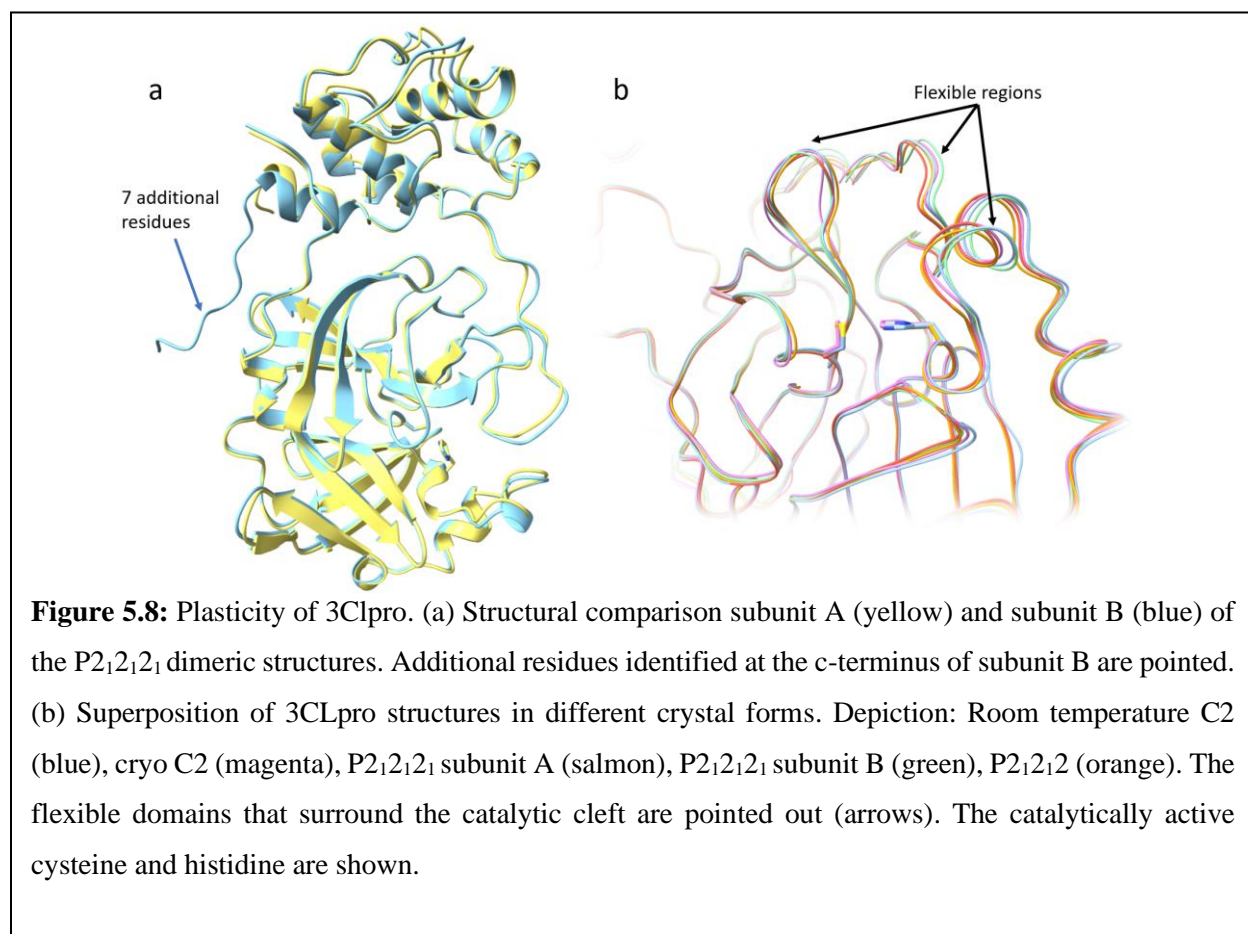 a
b
Flexible regions
7 additional
residues
Figure 5.8: Plasticity of 3Clpro. (a) Structural comparison subunit A (yellow) and subunit B (blue) of
the P2₁2₁2₁ dimeric structures. Additional residues identified at the c-terminus of subunit B are pointed.
(b) Superposition of 3CLpro structures in different crystal forms. Depiction: Room temperature C2
(blue), cryo C2 (magenta), P2₁2₁2₁ subunit A (salmon), P2₁2₁2₁ subunit B (green), P2₁2₁2 (orange). The
flexible domains that surround the catalytic cleft are pointed out (arrows). The catalytically active
cysteine and histidine are shown.